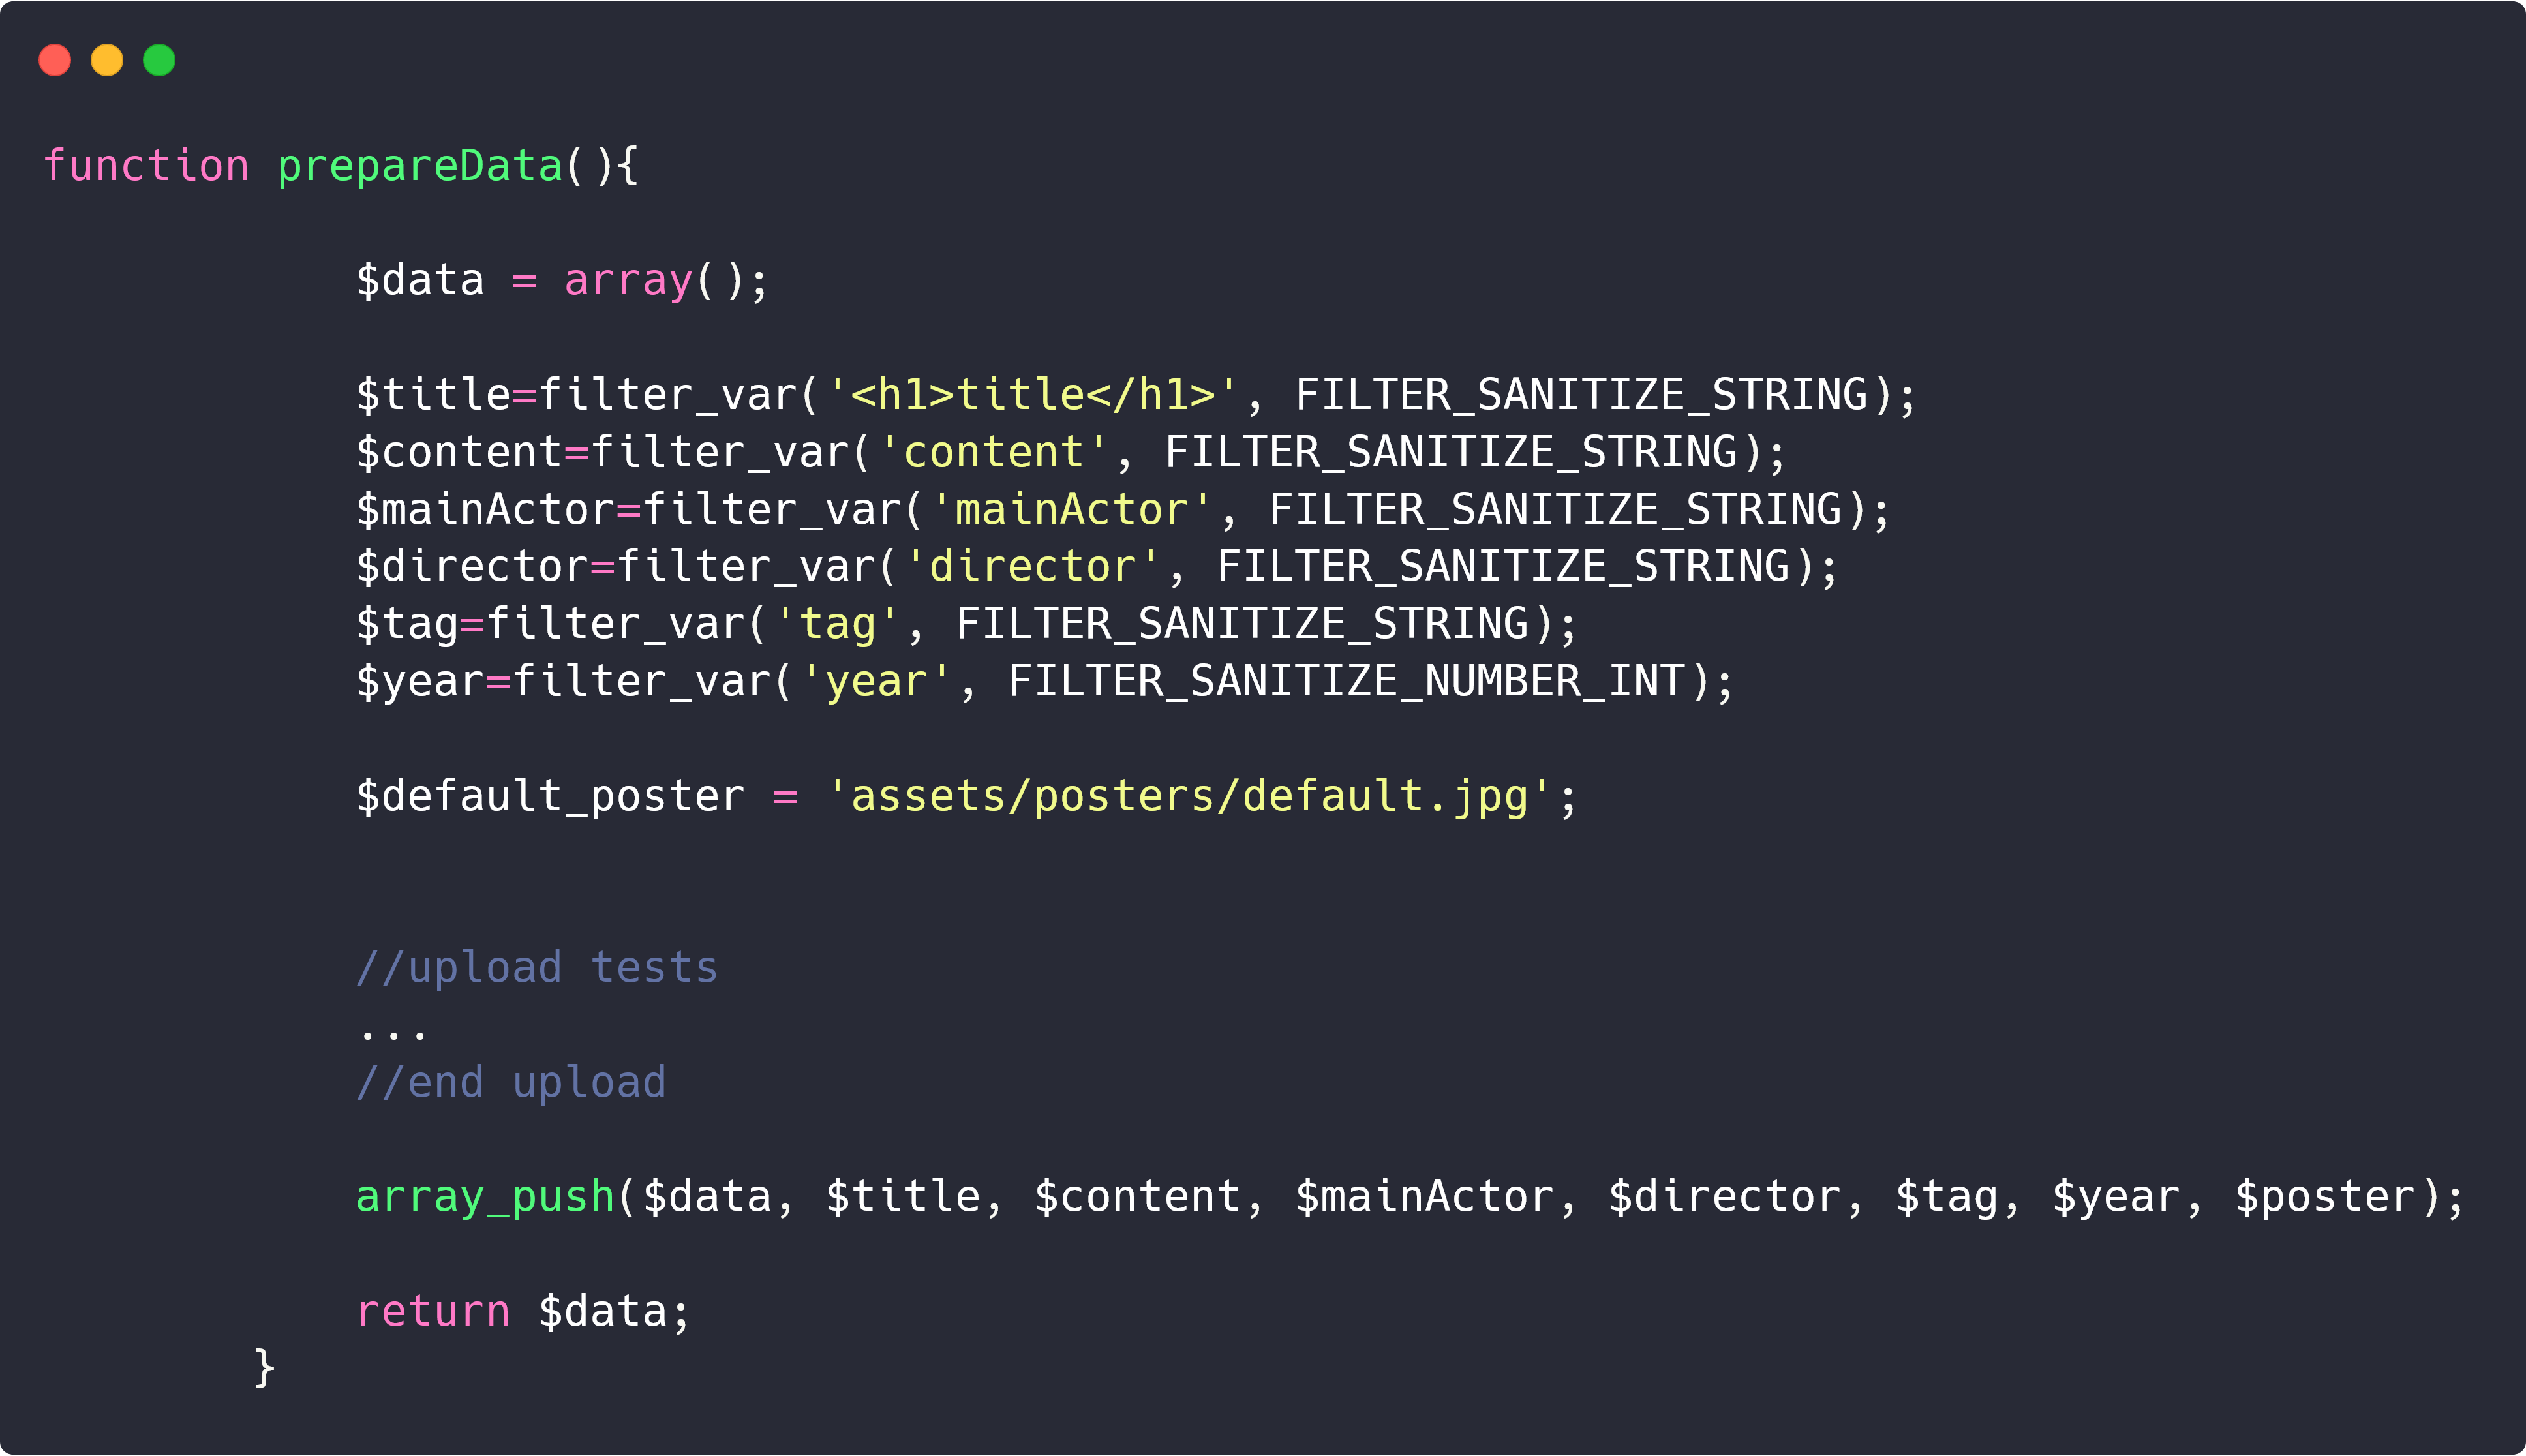 function prepareData(){
$data = array();
$title=filter_var('<h1>title</h1>', FILTER_SANITIZE_STRING);
$content=filter_var('content', FILTER_SANITIZE_STRING);
$mainActor=filter_var('mainActor', FILTER_SANITIZE_STRING);
$director=filter_var('director', FILTER_SANITIZE_STRING);
$tag=filter_var('tag', FILTER_SANITIZE_STRING);
$year=filter_var('year', FILTER_SANITIZE_NUMBER_INT);
$default_poster = 'assets/posters/default.jpg';
//upload tests
...
//end upload
array_push($data, $title, $content, $mainActor, $director, $tag, $year, $poster);
return $data;
}